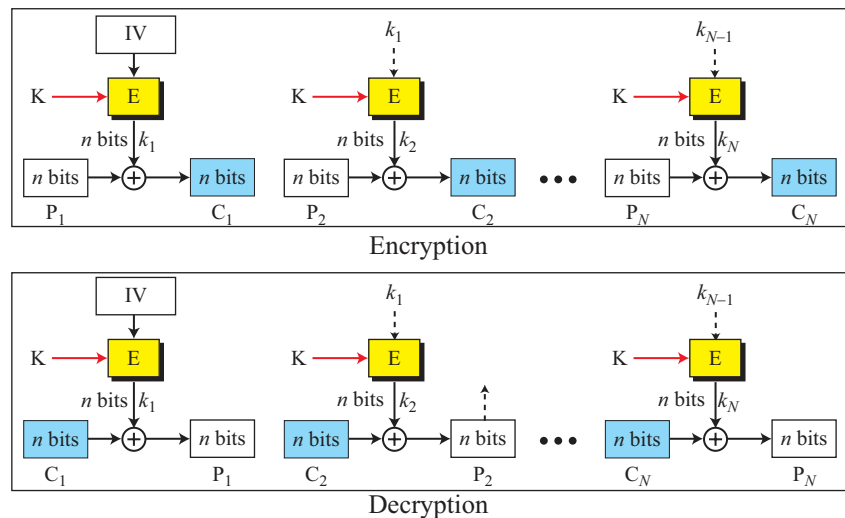 IV k₁ kN–1
K E K E K E
n bits k₁ n bits k₂ n bits kN
n bits n bits n bits n bits ••• n bits n bits
P₁ C₁ P₂ C₂ PN CN
Encryption
IV k₁ kN–1
K E K E K E
n bits k₁ n bits k₂ n bits kN
n bits n bits n bits n bits ••• n bits n bits
C₁ P₁ C₂ P₂ CN PN
Decryption